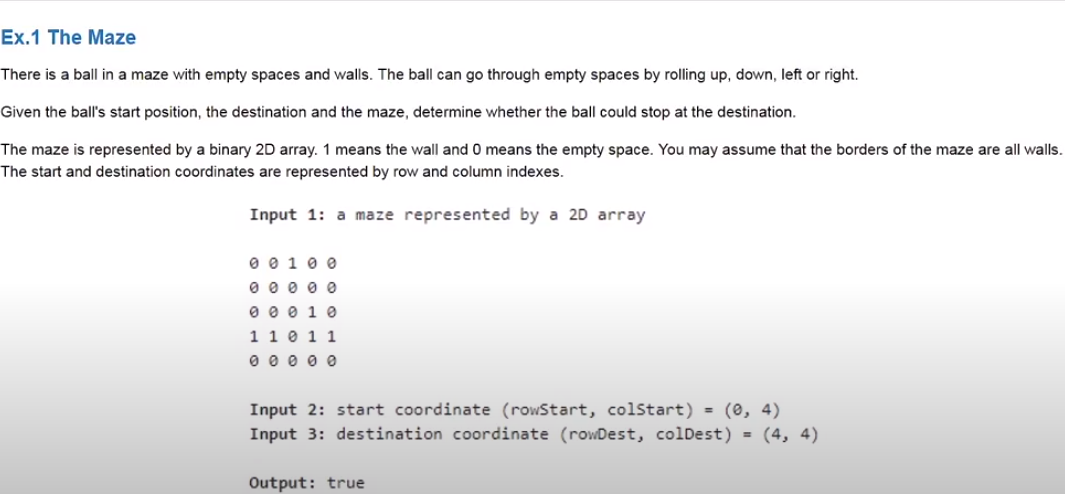 Ex.1 The Maze
There is a ball in a maze with empty spaces and walls. The ball can go through empty spaces by rolling up, down, left or right.
Given the ball's start position, the destination and the maze, determine whether the ball could stop at the destination.
The maze is represented by a binary 2D array. 1 means the wall and 0 means the empty space. You may assume that the borders of the maze are all walls.
The start and destination coordinates are represented by row and column indexes.
Input 1: a maze represented by a 2D array
0 0 1 0 0
0 0 0 0 0
0 0 0 1 0
1 1 0 1 1
0 0 0 0 0
Input 2: start coordinate (rowStart, colStart) = (0, 4)
Input 3: destination coordinate (rowDest, colDest) = (4, 4)
Output: true